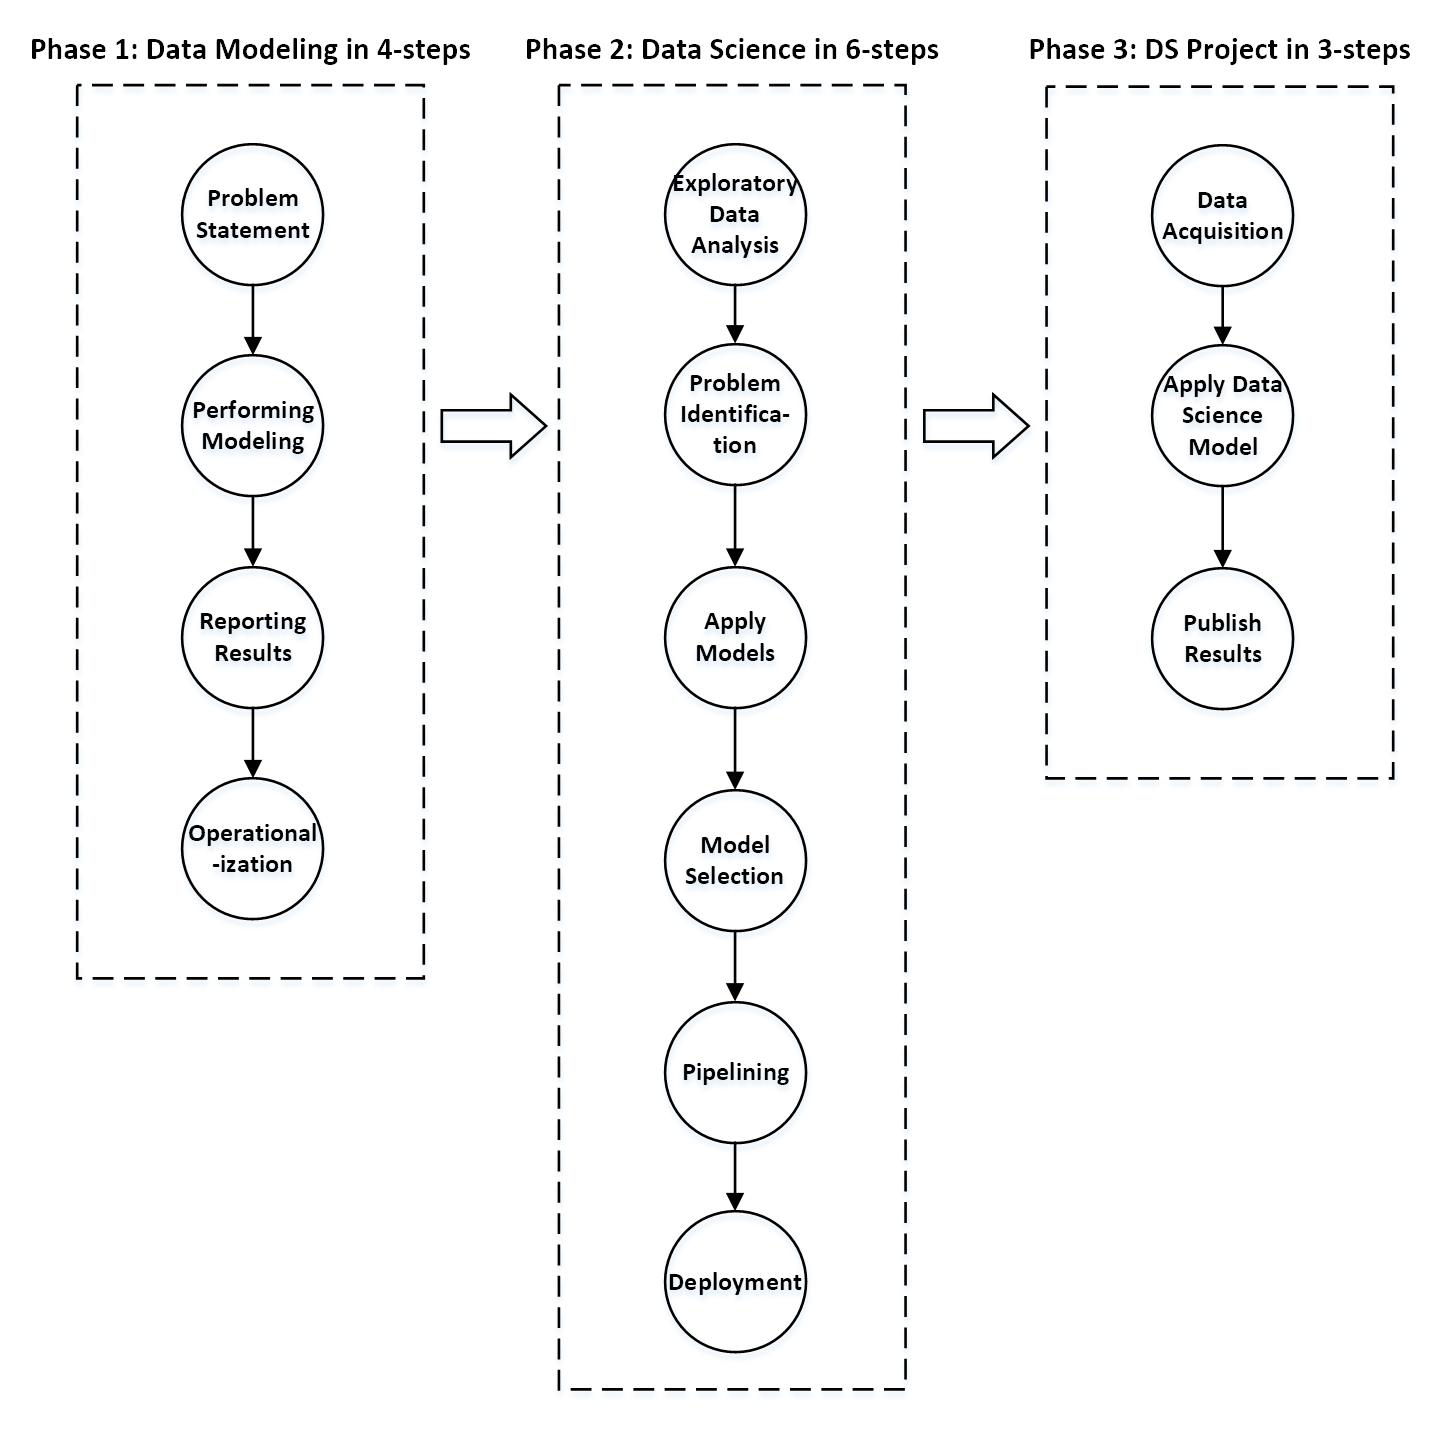 Phase 1: Data Modeling in 4-steps
Problem
Statement
Performing
Modeling
Reporting
Results
Operational
-ization
Phase 2: Data Science in 6-steps
Exploratory
Data
Analysis
Problem
Identifica-
tion
Apply
Models
Model
Selection
Pipelining
Deployment
Phase 3: DS Project in 3-steps
Data
Acquisition
Apply Data
Science
Model
Publish
Results